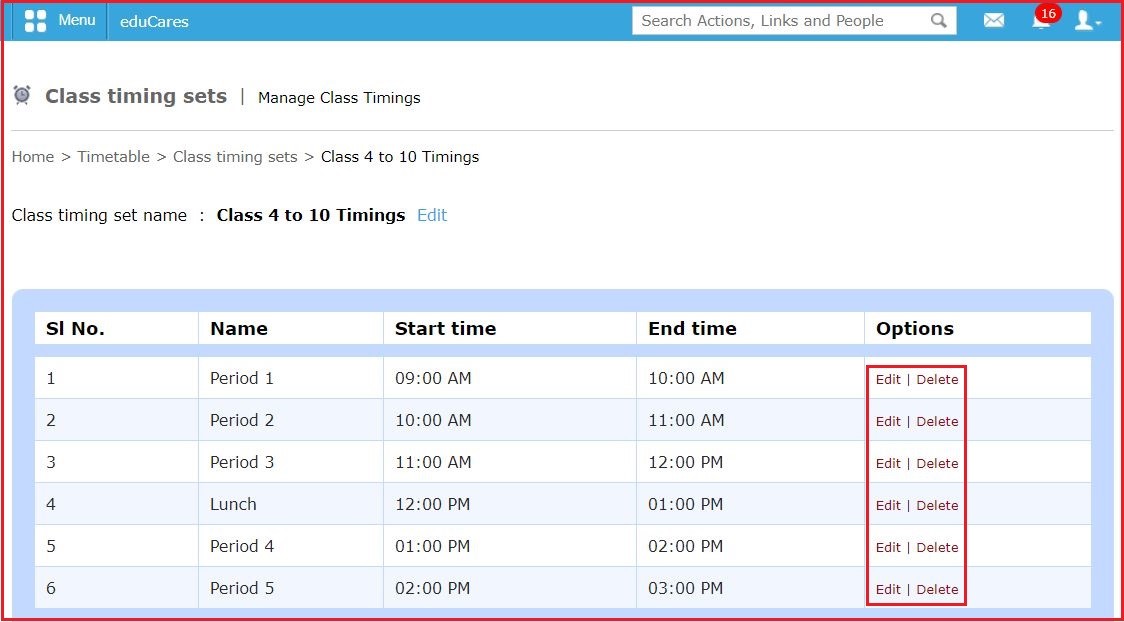 Menu eduCares Search Actions, Links and People 16
Class timing sets | Manage Class Timings
Home > Timetable > Class timing sets > Class 4 to 10 Timings
Class timing set name : Class 4 to 10 Timings Edit
Sl No. Name Start time End time Options
1 Period 1 09:00 AM 10:00 AM Edit | Delete
2 Period 2 10:00 AM 11:00 AM Edit | Delete
3 Period 3 11:00 AM 12:00 PM Edit | Delete
4 Lunch 12:00 PM 01:00 PM Edit | Delete
5 Period 4 01:00 PM 02:00 PM Edit | Delete
6 Period 5 02:00 PM 03:00 PM Edit | Delete